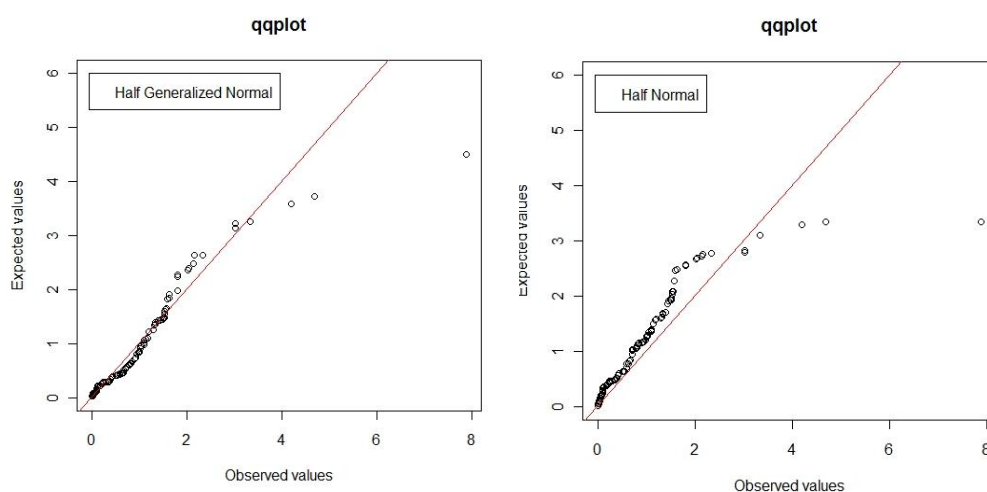 qqplot
Half Generalized Normal
6
5
4
3
2
1
0
Expected values
0 2 4 6 8
Observed values
qqplot
Half Normal
6
5
4
3
2
1
0
Expected values
0 2 4 6 8
Observed values